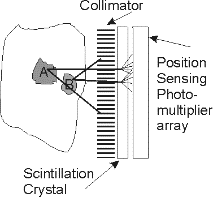 Collimator
A
B
Position
Sensing
Photo-
multiplier
array
Scintillation
Crystal